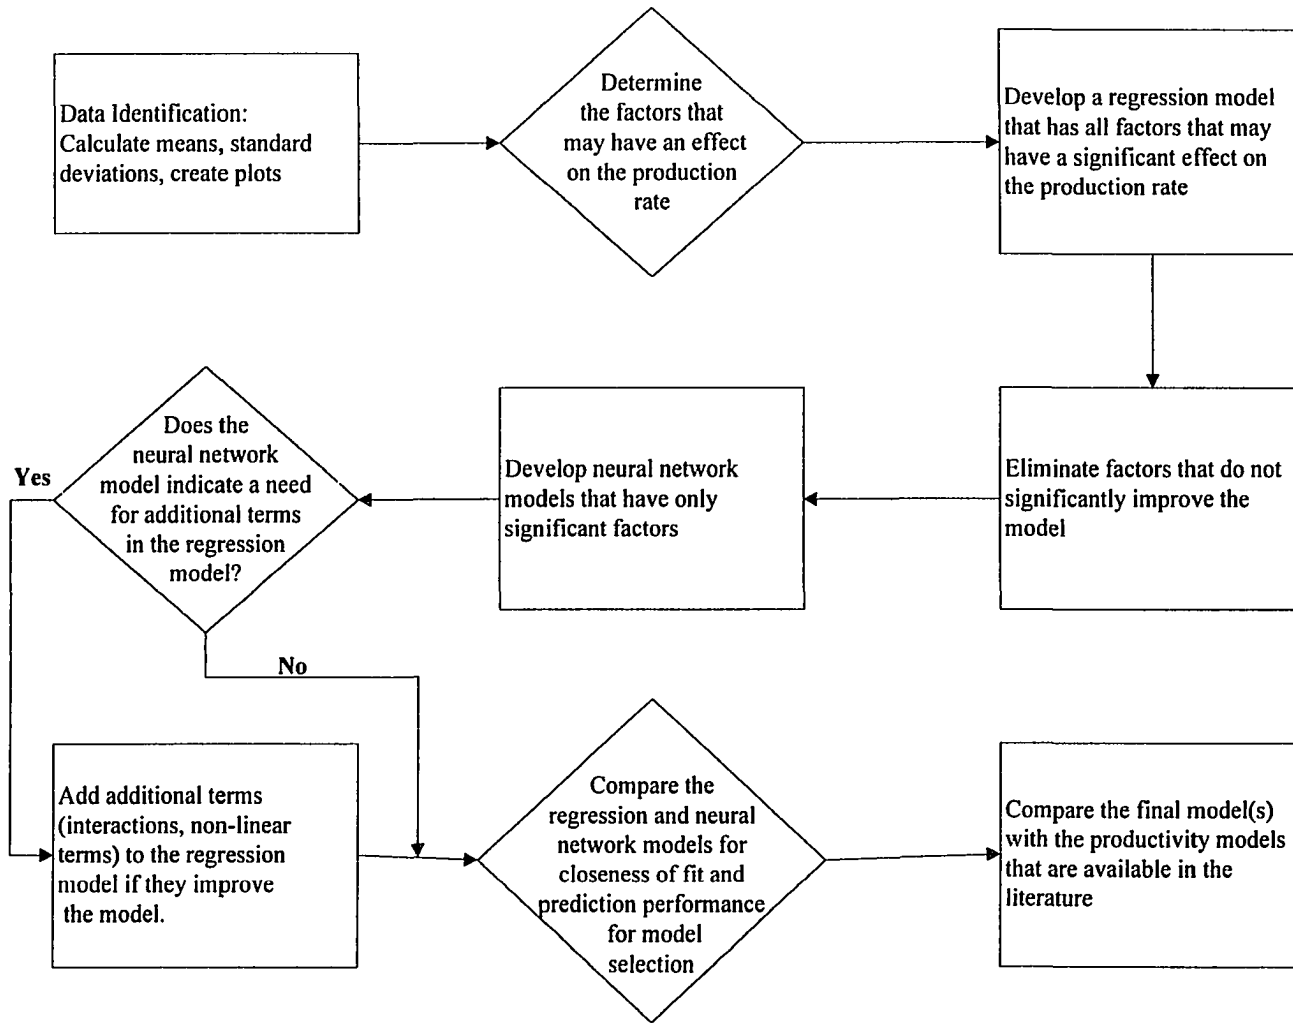 Data Identification:
Calculate means, standard
deviations, create plots
Determine
the factors that
may have an effect
on the production
rate
Develop a regression model
that has all factors that may
have a significant effect on
the production rate
Eliminate factors that do not
significantly improve the
model
Develop neural network
models that have only
significant factors
Does the
neural network
model indicate a need
for additional terms
in the regression
model?
Yes
No
Add additional terms
(interactions, non-linear
terms) to the regression
model if they improve
the model.
Compare the
regression and neural
network models for
closeness of fit and
prediction performance
for model
selection
Compare the final model(s)
with the productivity models
that are available in the
literature